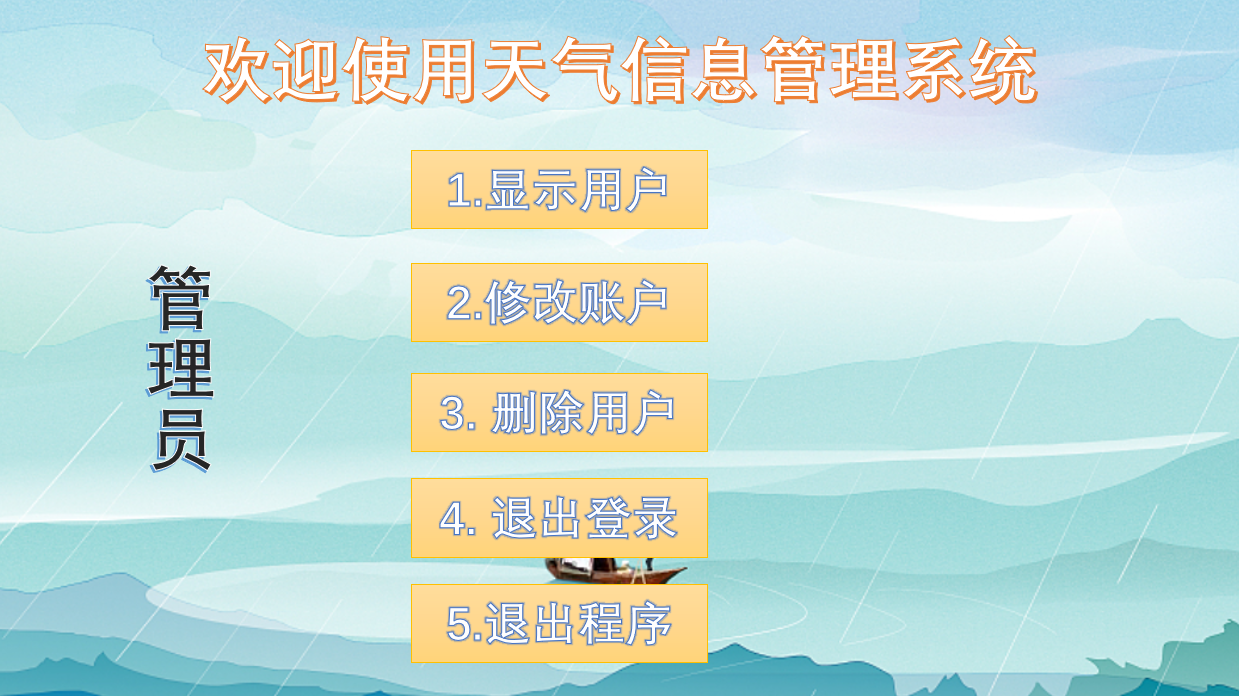 欢迎使用天气信息管理系统
管理员
1.显示用户
2.修改账户
3. 删除用户
4. 退出登录
5.退出程序